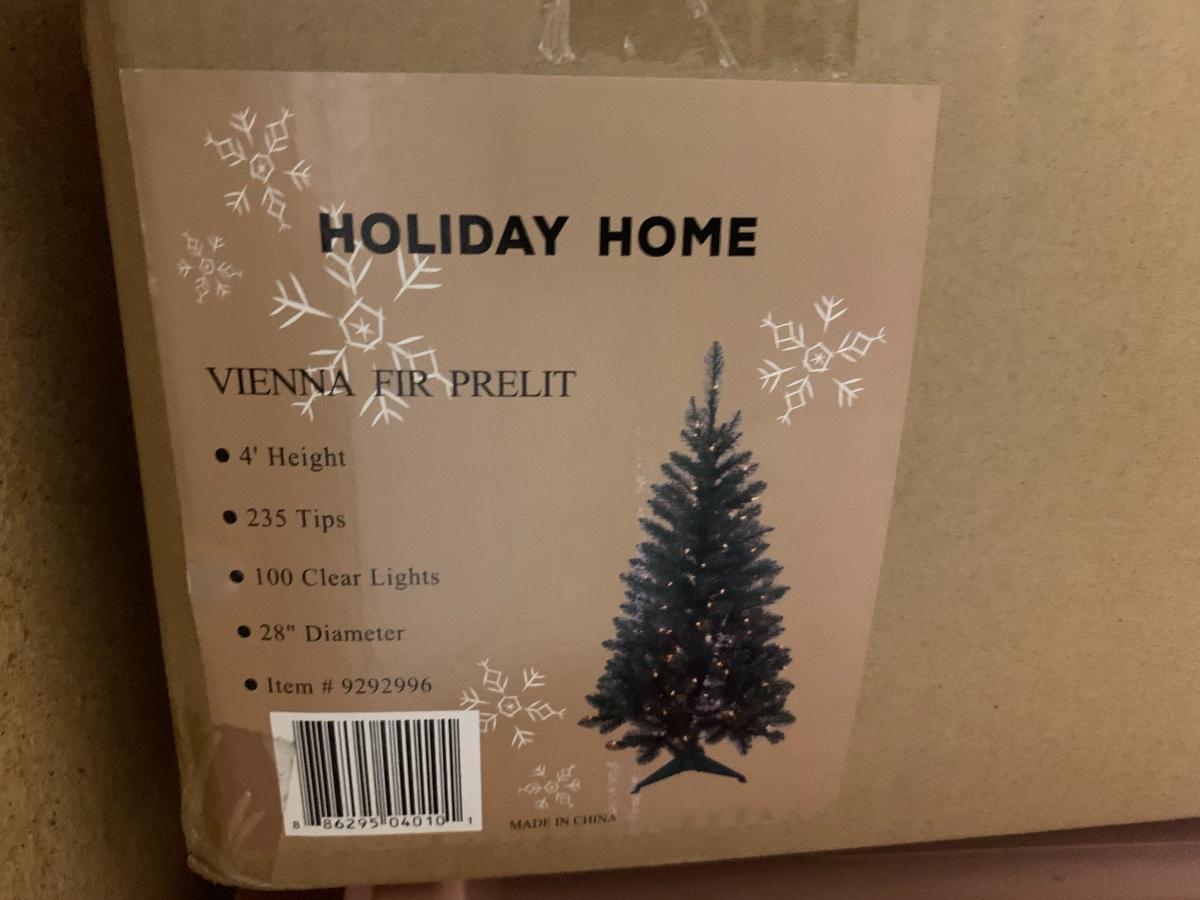 HOLIDAY HOME
VIENNA FIR PRELIT
● 4' Height
● 235 Tips
● 100 Clear Lights
● 28" Diameter
● Item # 9292996
8 86295 04010 1
MADE IN CHINA